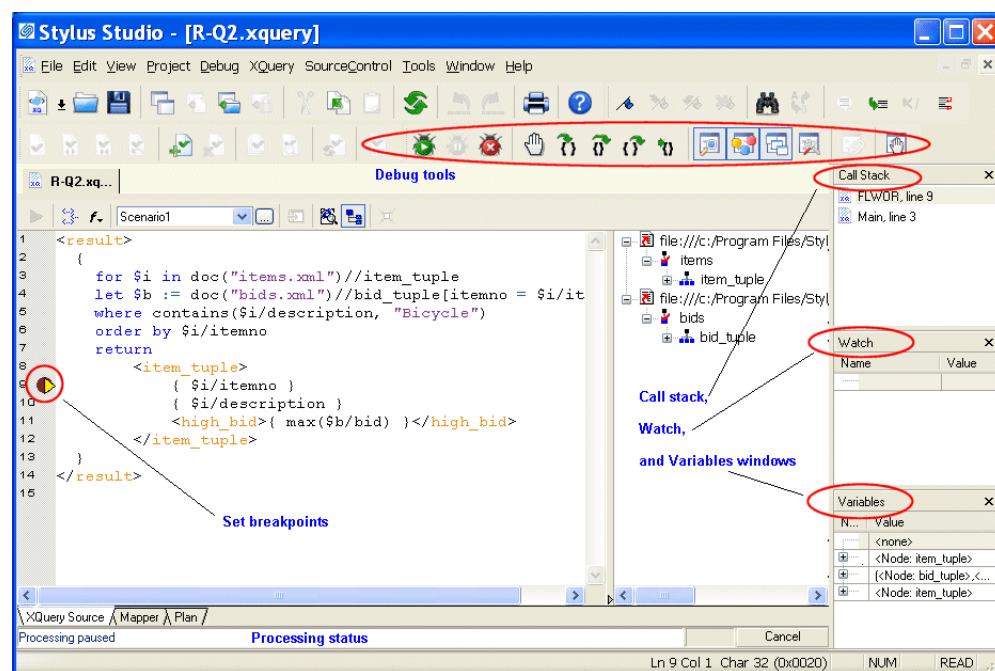 Stylus Studio - [R-Q2.xquery]
File Edit View Project Debug XQuery SourceControl Tools Window Help
Debug tools
R-Q2.xq...
Scenario1
1 <result>
2 {
3 for $i in doc("items.xml")//item_tuple
4 let $b := doc("bids.xml")//bid_tuple[itemno = $i/it
5 where contains($i/description, "Bicycle")
6 order by $i/itemno
7 return
8 <item_tuple>
9 { $i/itemno }
10 { $i/description }
11 <high_bid>{ max($b/bid) }</high_bid>
12 </item_tuple>
13 }
14 </result>
15
Set breakpoints
file:///c:/Program Files/Styl
items
item_tuple
file:///c:/Program Files/Styl
bids
bid_tuple
Call stack,
Watch,
and Variables windows
Call Stack
FLWOR, line 9
Main, line 3
Watch
Name Value
Variables
N... Value
<none>
<Node: item_tuple>
(<Node: bid_tuple>,<...
<Node: item_tuple>
XQuery Source Mapper Plan
Processing paused
Processing status
Cancel
Ln 9 Col 1 Char 32 (0x0020) NUM READ